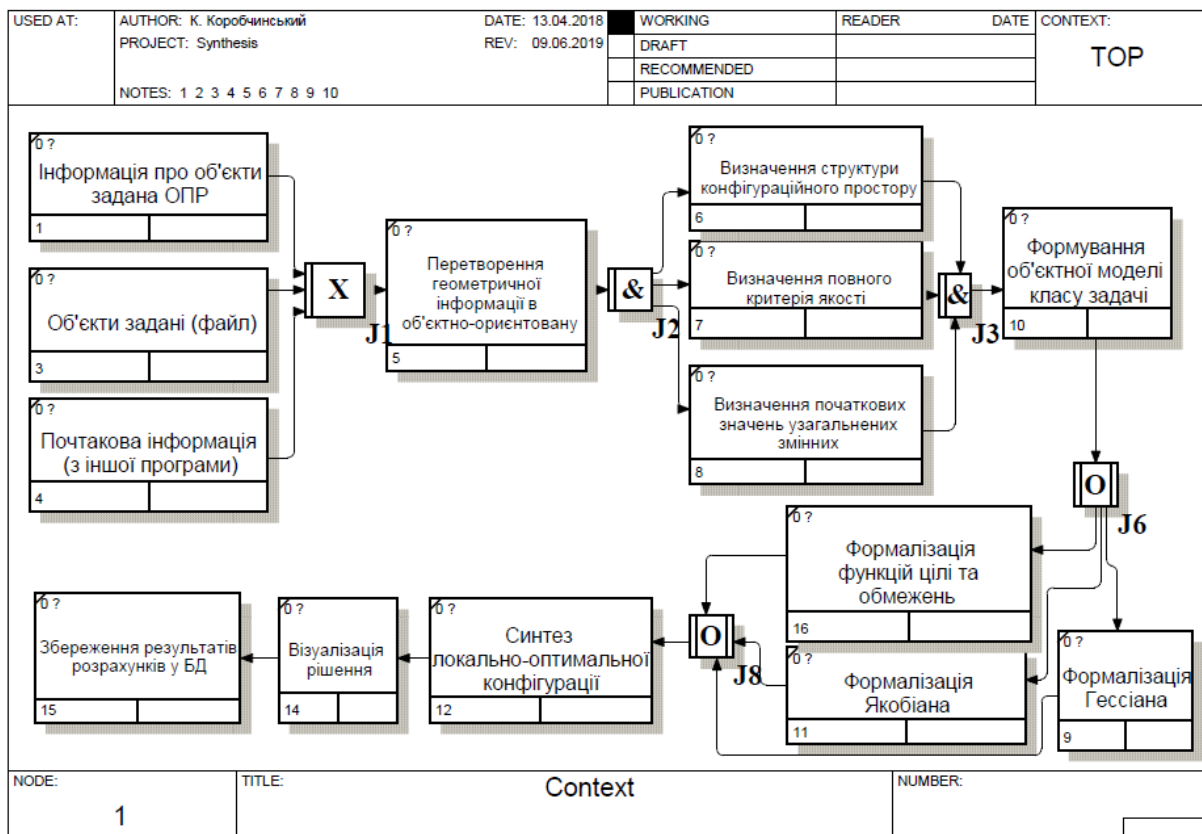 USED AT:
AUTHOR: К. Коробчинський
DATE: 13.04.2018
PROJECT: Synthesis
REV: 09.06.2019
NOTES: 1 2 3 4 5 6 7 8 9 10
WORKING
DRAFT
RECOMMENDED
PUBLICATION
READER
DATE
CONTEXT:
TOP
0 ?
Інформація про об'єкти
задана ОПР
1
0 ?
Об'єкти задані (файл)
3
0 ?
Почтакова інформація
(з іншої програми)
4
X
J1
0 ?
Перетворення
геометричної
інформації в
об'єктно-ориєнтовану
5
&
J2
0 ?
Визначення структури
конфігураційного простору
6
0 ?
Визначення повного
критерія якості
7
0 ?
Визначення початкових
значень узагальнених
змінних
8
&
J3
0 ?
Формування
об'єктної моделі
класу задачі
10
O
J6
0 ?
Формалізація
функцій цілі та
обмежень
16
0 ?
Формалізація
Якобіана
11
0 ?
Формалізація
Гессіана
9
O
J8
0 ?
Синтез
локально-оптимальної
конфігурації
12
0 ?
Візуалізація
рішення
14
0 ?
Збереження результатів
розрахунків у БД
15
NODE:
1
TITLE:
Context
NUMBER: